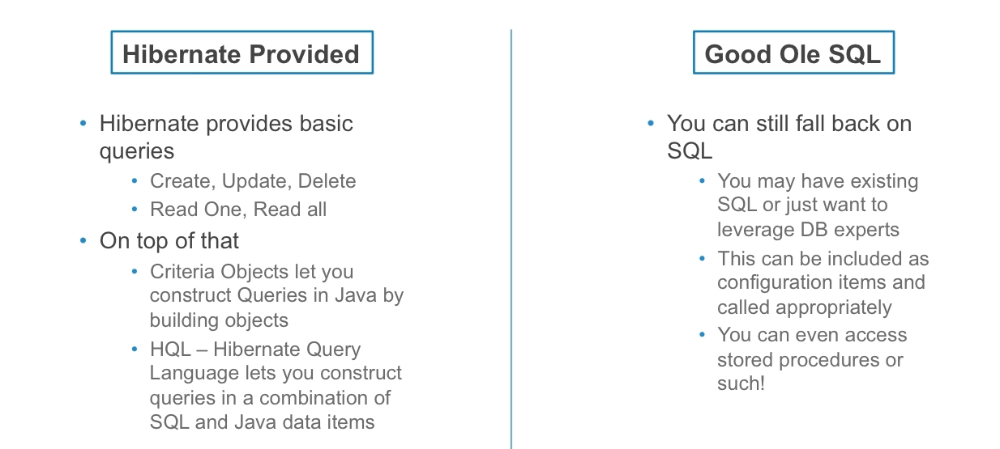 Hibernate Provided
• Hibernate provides basic
queries
• Create, Update, Delete
• Read One, Read all
• On top of that
• Criteria Objects let you
construct Queries in Java by
building objects
• HQL – Hibernate Query
Language lets you construct
queries in a combination of
SQL and Java data items
Good Ole SQL
• You can still fall back on
SQL
• You may have existing
SQL or just want to
leverage DB experts
• This can be included as
configuration items and
called appropriately
• You can even access
stored procedures or
such!